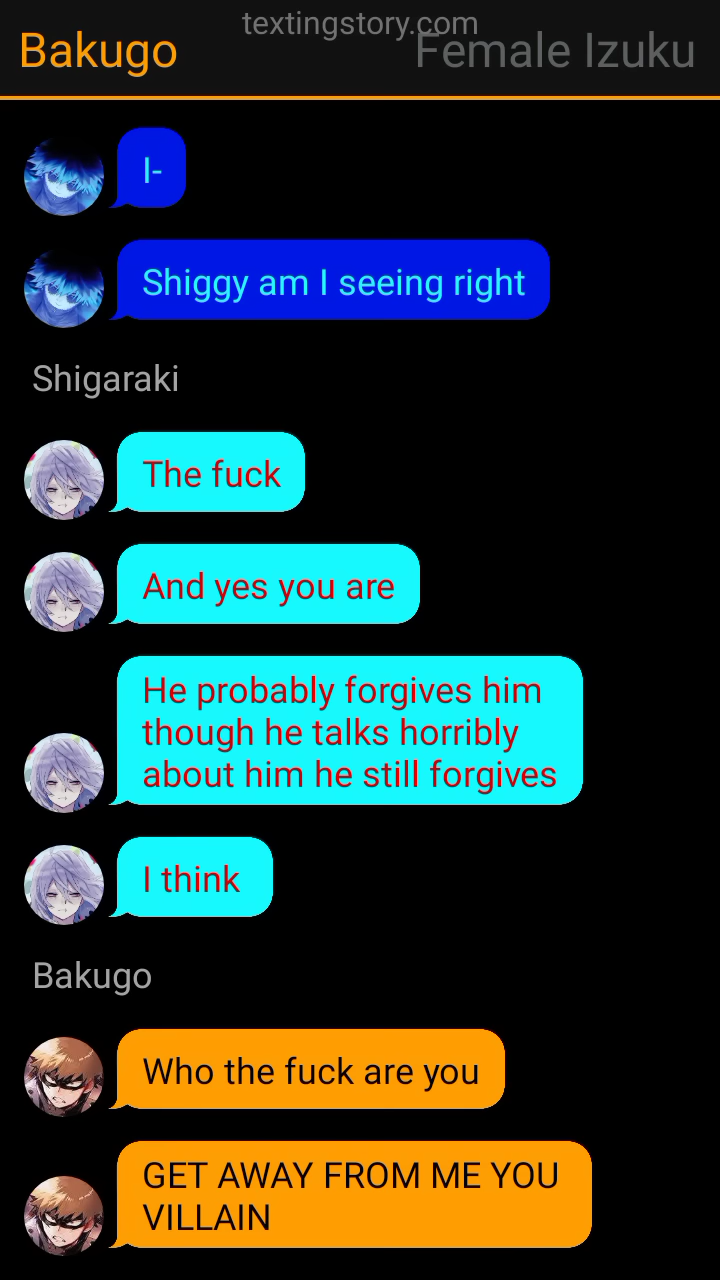 textingstory.com
Bakugo
Female Izuku
I-
Shiggy am I seeing right
Shigaraki
The fuck
And yes you are
He probably forgives him
though he talks horribly
about him he still forgives
I think
Bakugo
Who the fuck are you
GET AWAY FROM ME YOU
VILLAIN